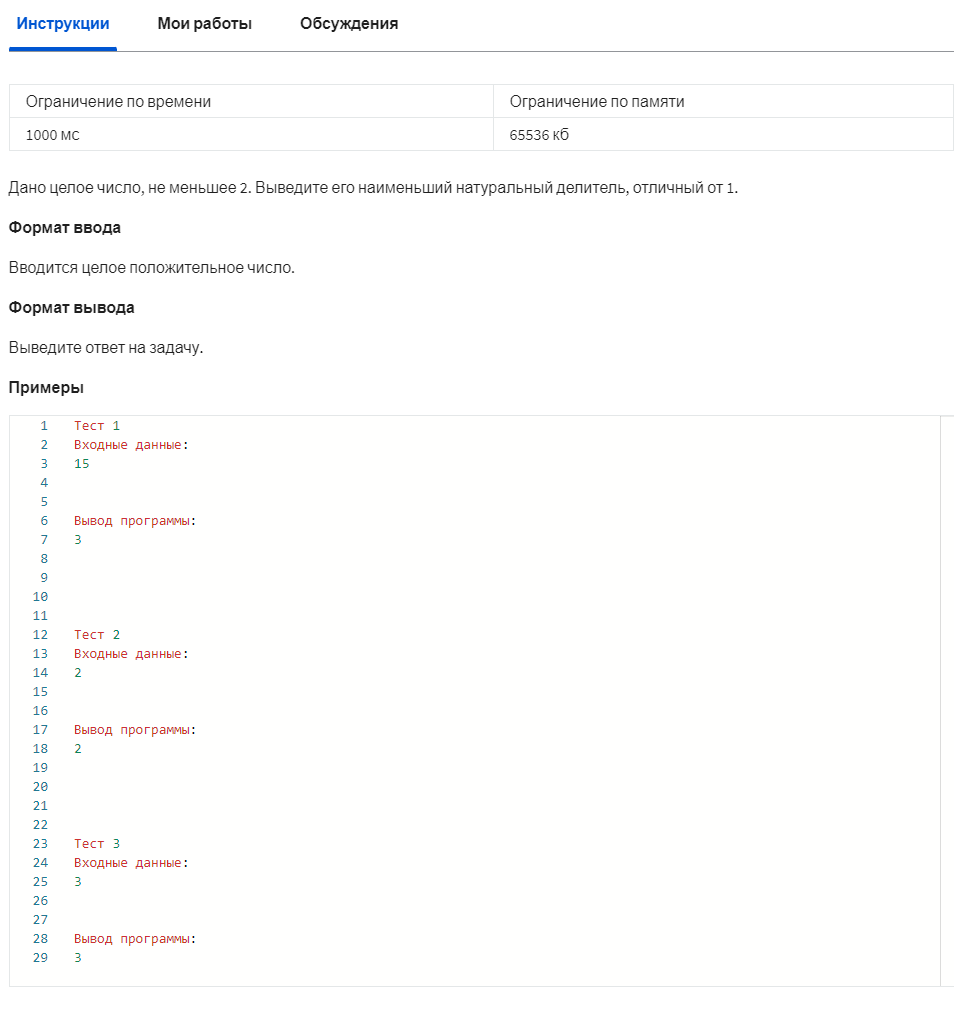 Инструкции Мои работы Обсуждения
Ограничение по времени Ограничение по памяти
1000 мс 65536 кб
Дано целое число, не меньшее 2. Выведите его наименьший натуральный делитель, отличный от 1.
Формат ввода
Вводится целое положительное число.
Формат вывода
Выведите ответ на задачу.
Примеры
1 Тест 1
2 Входные данные:
3 15
4
5
6 Вывод программы:
7 3
8
9
10
11
12 Тест 2
13 Входные данные:
14 2
15
16
17 Вывод программы:
18 2
19
20
21
22
23 Тест 3
24 Входные данные:
25 3
26
27
28 Вывод программы:
29 3